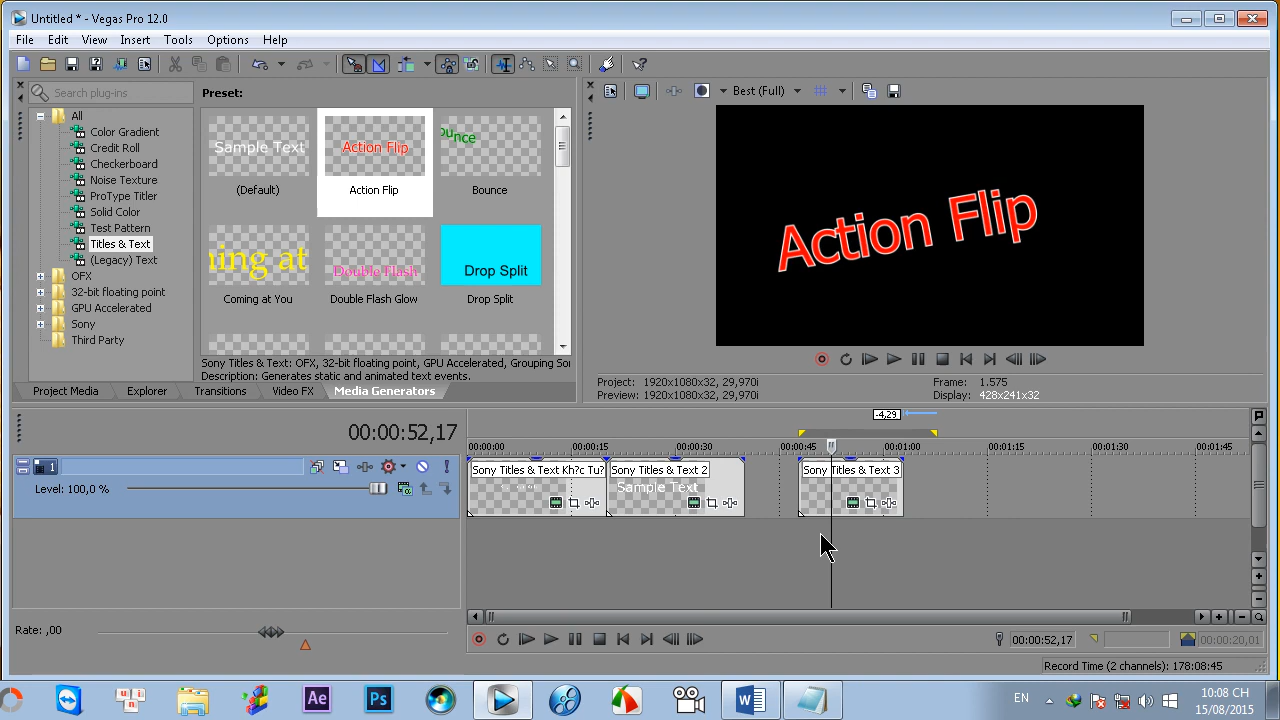 Untitled * - Vegas Pro 12.0
File Edit View Insert Tools Options Help
Search plug-ins
Preset:
Best (Full)
All
Color Gradient
Credit Roll
Checkerboard
Noise Texture
ProType Titler
Solid Color
Test Pattern
Titles & Text
(Legacy) Text
OFX
32-bit floating point
GPU Accelerated
Sony
Third Party
Sample Text
Action Flip
ounce
(Default)
Action Flip
Bounce
ning at
Double Flash
Drop Split
Coming at You
Double Flash Glow
Drop Split
Sony Titles & Text: OFX, 32-bit floating point, GPU Accelerated, Grouping Son
Description: Generates static and animated text events.
Project Media Explorer Transitions Video FX Media Generators
Action Flip
Project: 1920x1080x32, 29,970i
Preview: 1920x1080x32, 29,970i
Frame: 1.575
Display: 428x241x32
00:00:52,17
-4,29
00:00:00 00:00:15 00:00:30 00:00:45 00:01:00 00:01:15 00:01:30 00:01:45
1
Level: 100,0 %
Sony Titles & Text Kh?c Tu?
Sony Titles & Text 2
Sample Text
Sony Titles & Text 3
Rate: ,00
00:00:52,17
00:00:20,01
Record Time (2 channels): 178:08:45
Ae
Ps
W
EN
10:08 CH
15/08/2015